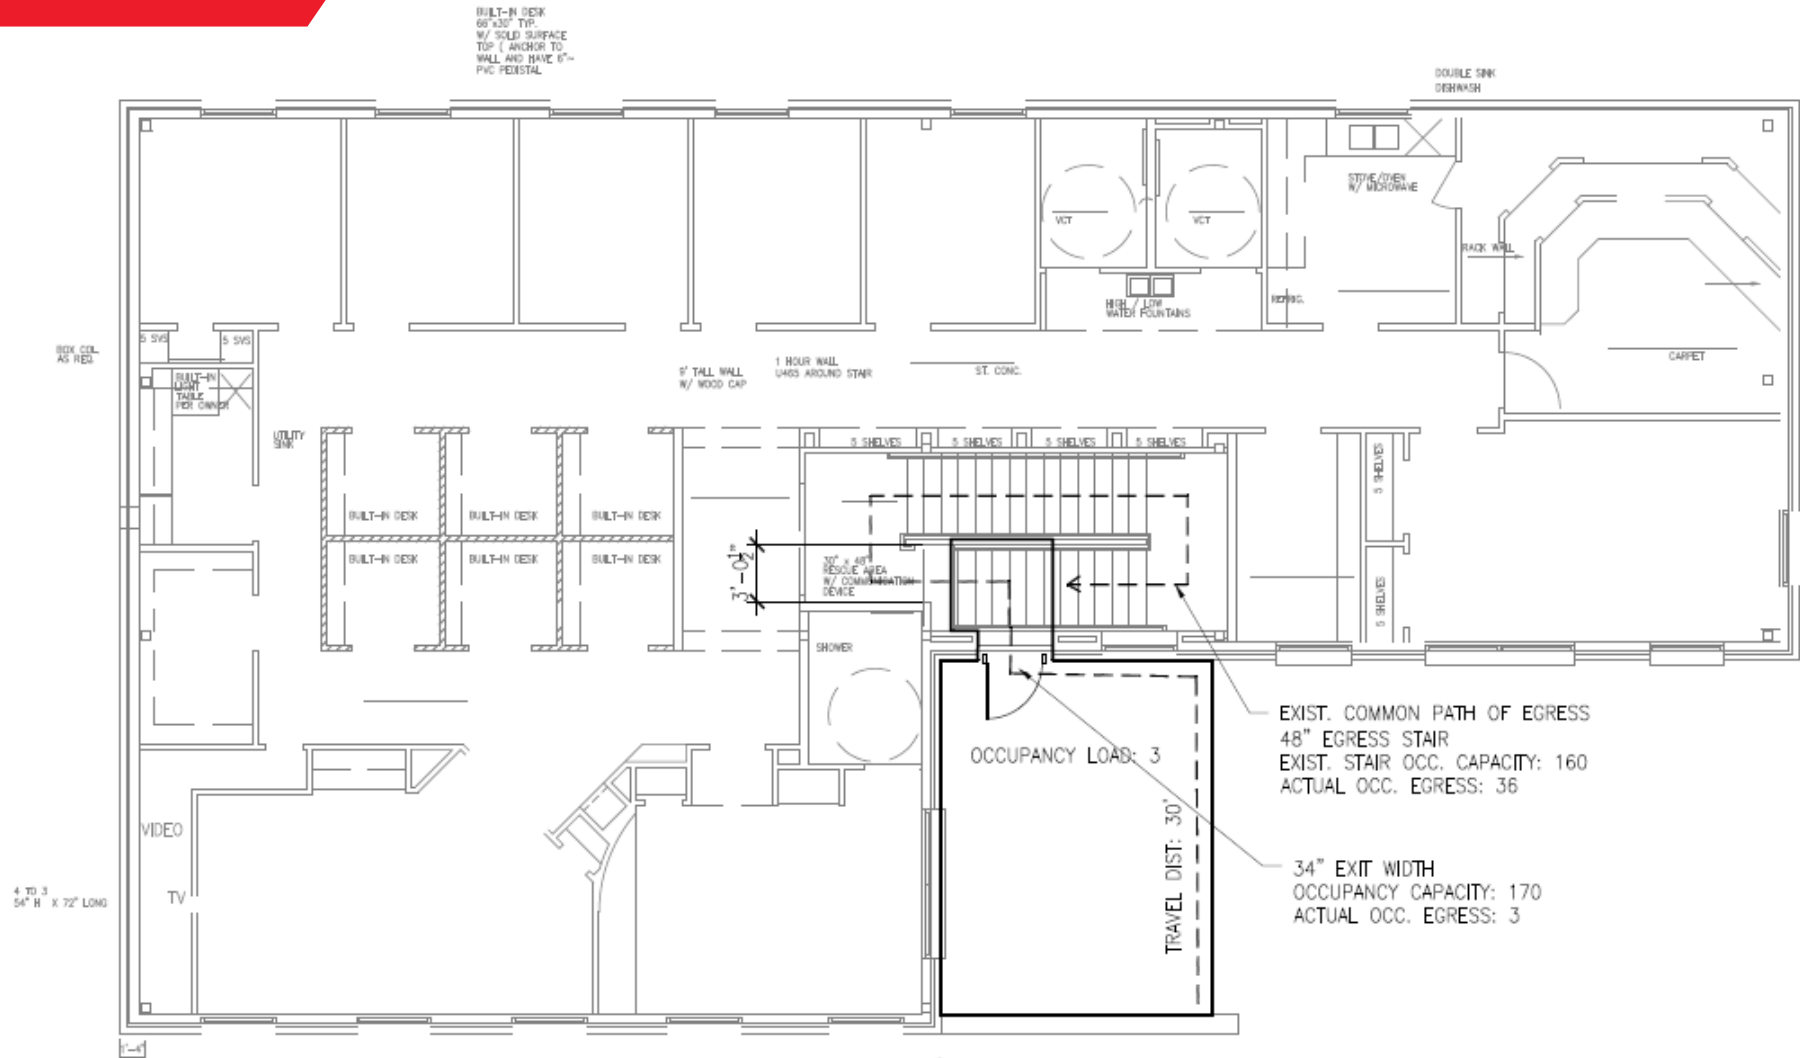 BUILT-IN DESK
66"x30" TYP.
W/ SOLID SURFACE
TOP ( ANCHOR TO
WALL AND HAVE 6"~
PVC PEDISTAL
DOUBLE SINK
DISHWASH
STOVE/OVEN
W/ MICROWAVE
VCT
VCT
RACK WALL
HIGH / LOW
WATER FOUNTAINS
REFRIG.
5 SVS
5 SVS
BOX COL.
AS REQ.
BUILT-IN
LIGHT
TABLE
PER OWNER
9' TALL WALL
W/ WOOD CAP
1 HOUR WALL
U465 AROUND STAIR
ST. CONC.
CARPET
UTILITY
SINK
5 SHELVES
5 SHELVES
5 SHELVES
5 SHELVES
5 SHELVES
BUILT-IN DESK
BUILT-IN DESK
BUILT-IN DESK
BUILT-IN DESK
BUILT-IN DESK
BUILT-IN DESK
3'-0½"
30" x 48"
RESCUE AREA
W/ COMMUNICATION
DEVICE
5 SHELVES
SHOWER
EXIST. COMMON PATH OF EGRESS
48" EGRESS STAIR
EXIST. STAIR OCC. CAPACITY: 160
ACTUAL OCC. EGRESS: 36
OCCUPANCY LOAD: 3
TRAVEL DIST: 30'
VIDEO
TV
34" EXIT WIDTH
OCCUPANCY CAPACITY: 170
ACTUAL OCC. EGRESS: 3
4 TO 3
54" H X 72" LONG
1'-4"